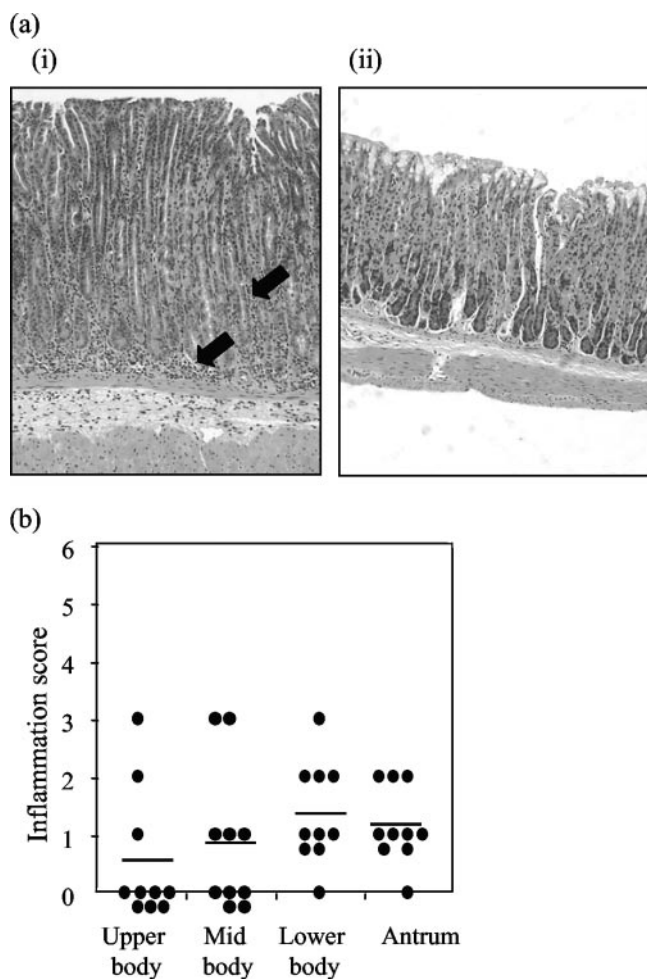 (a)
(i)
(ii)
(b)
Inflammation score
6
5
4
3
2
1
0
Upper body
Mid body
Lower body
Antrum